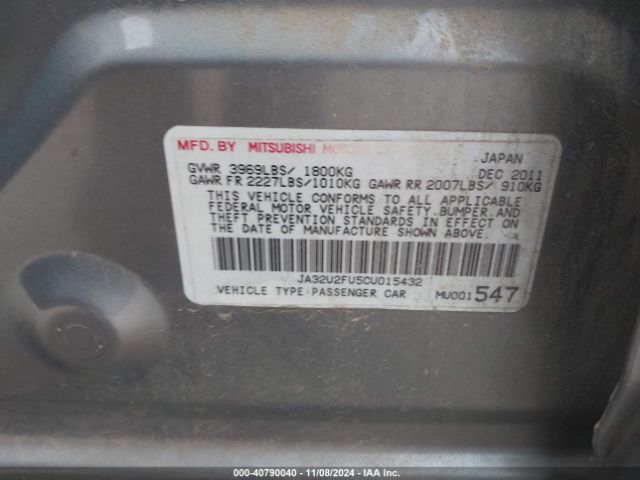 MFD. BY MITSUBISHI MOTORS JAPAN
GVWR 3969LBS/ 1800KG DEC 2011
GAWR FR 2227LBS/1010KG GAWR RR 2007LBS/ 910KG
THIS VEHICLE CONFORMS TO ALL APPLICABLE
FEDERAL MOTOR VEHICLE SAFETY,BUMPER,AND
THEFT PREVENTION STANDARDS IN EFFECT ON
THE DATE OF MANUFACTURE SHOWN ABOVE.
JA32U2FU5CU015432
VEHICLE TYPE:PASSENGER CAR MU001547
000-40790040 - 11/08/2024 - IAA Inc.